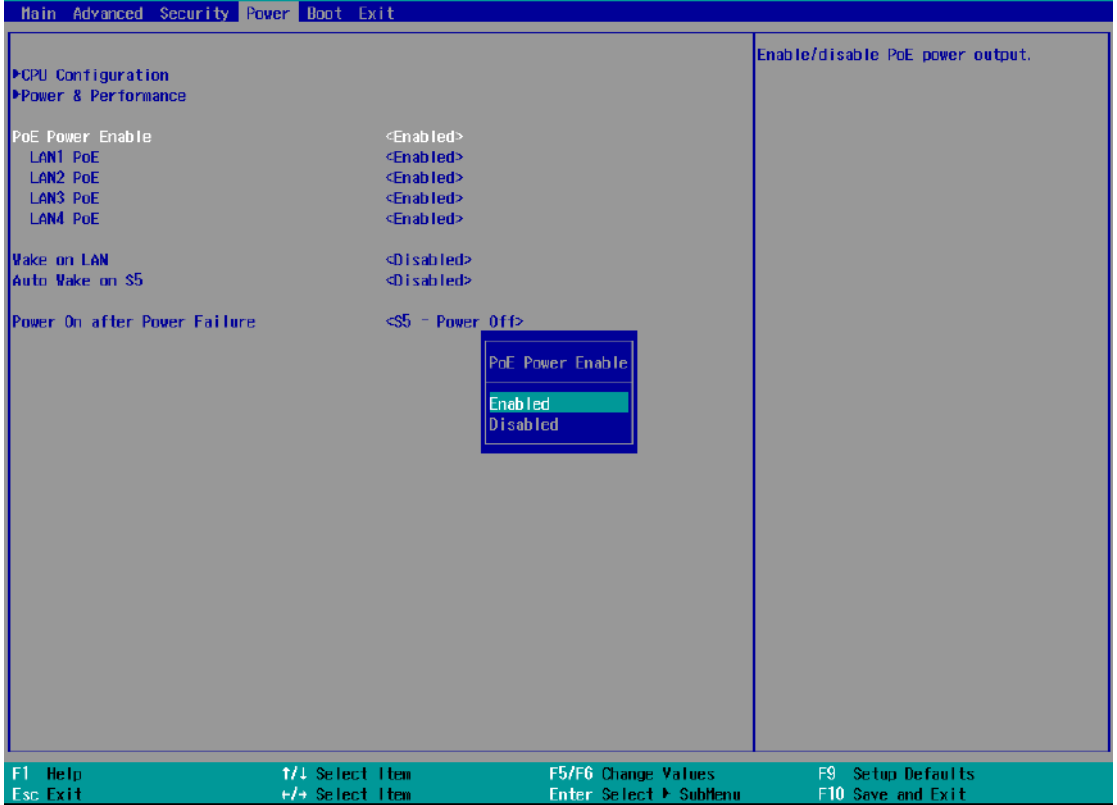 Main Advanced Security Power Boot Exit
Enable/disable PoE power output.
▶CPU Configuration
▶Power & Performance
PoE Power Enable <Enabled>
LAN1 PoE <Enabled>
LAN2 PoE <Enabled>
LAN3 PoE <Enabled>
LAN4 PoE <Enabled>
Wake on LAN <Disabled>
Auto Wake on S5 <Disabled>
Power On after Power Failure <S5 - Power Off>
PoE Power Enable
Enabled
Disabled
F1 Help ↑/↓ Select Item F5/F6 Change Values F9 Setup Defaults
Esc Exit ←/→ Select Item Enter Select ▶ SubMenu F10 Save and Exit